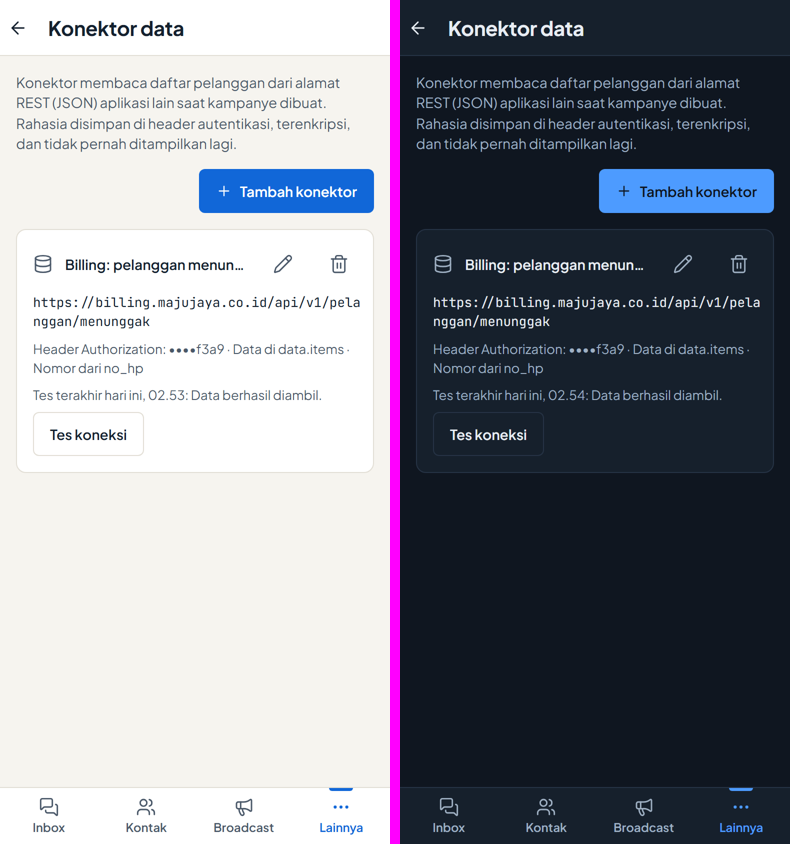 Konektor data
Konektor membaca daftar pelanggan dari alamat
REST (JSON) aplikasi lain saat kampanye dibuat.
Rahasia disimpan di header autentikasi, terenkripsi,
dan tidak pernah ditampilkan lagi.
+ Tambah konektor
Billing: pelanggan menun...
https://billing.majujaya.co.id/api/v1/pela
nggan/menunggak
Header Authorization: ••••f3a9 · Data di data.items ·
Nomor dari no_hp
Tes terakhir hari ini, 02.53: Data berhasil diambil.
Tes koneksi
Inbox
Kontak
Broadcast
Lainnya
Konektor data
Konektor membaca daftar pelanggan dari alamat
REST (JSON) aplikasi lain saat kampanye dibuat.
Rahasia disimpan di header autentikasi, terenkripsi,
dan tidak pernah ditampilkan lagi.
+ Tambah konektor
Billing: pelanggan menun...
https://billing.majujaya.co.id/api/v1/pela
nggan/menunggak
Header Authorization: ••••f3a9 · Data di data.items ·
Nomor dari no_hp
Tes terakhir hari ini, 02.54: Data berhasil diambil.
Tes koneksi
Inbox
Kontak
Broadcast
Lainnya